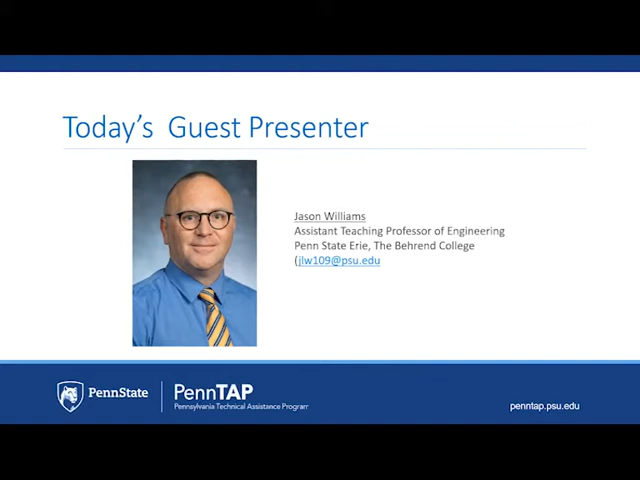 Today's  Guest Presenter
Jason Williams
Assistant Teaching Professor of Engineering
Penn State Erie, The Behrend College
(jlw109@psu.edu
PennState
PennTAP
Pennsylvania Technical Assistance Program
penntap.psu.edu